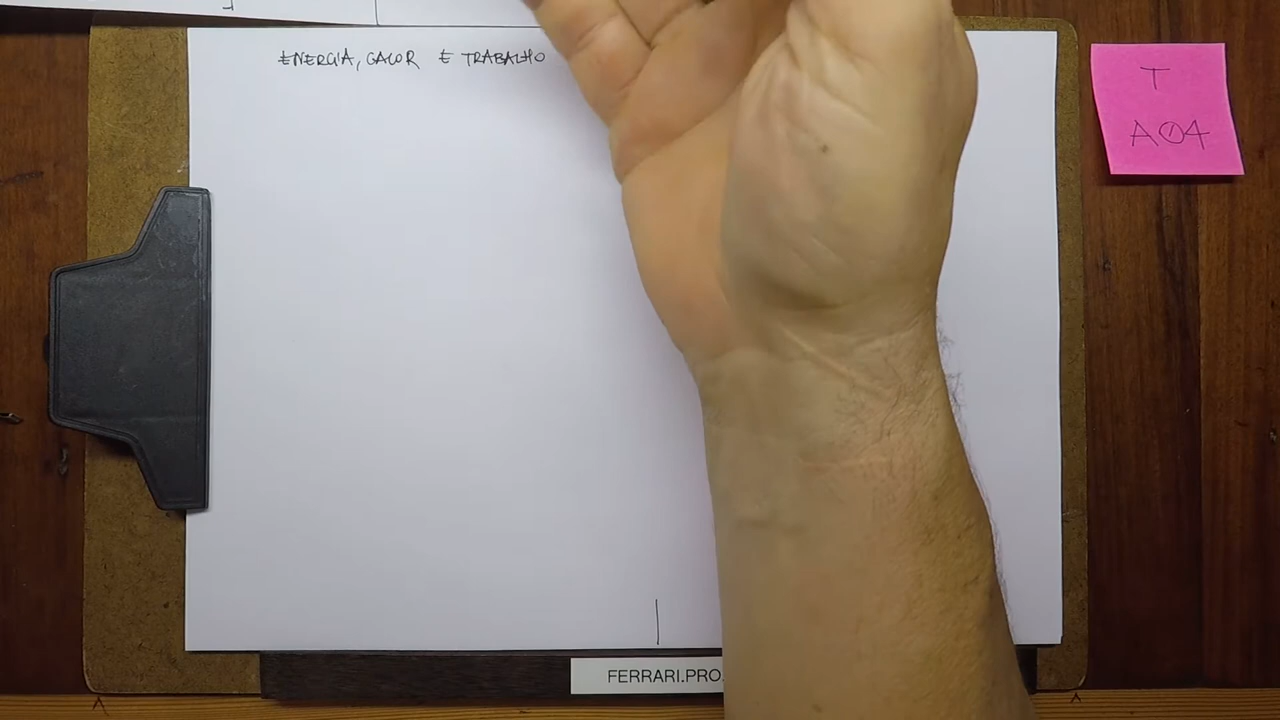 ENERGIA, CALOR E TRABALHO
T
A04
FERRARI.PRO.